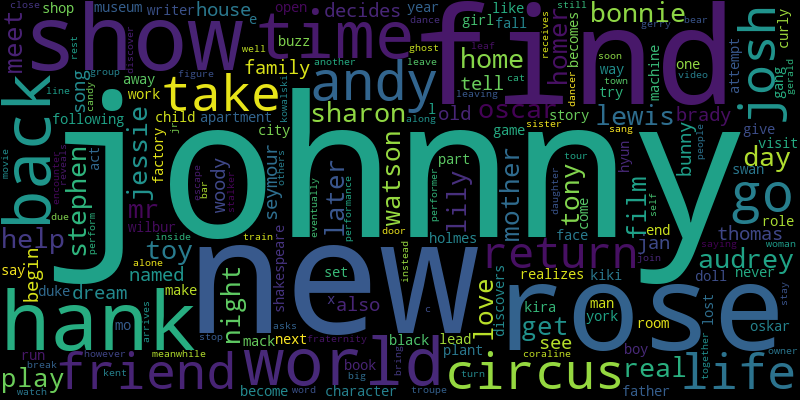 close shop museum writer house decides open year like girl fall
show time find bonnie
meet e buzz homer becomes still
dance ghost well receives leaf bear gerry soon
josh curly
rest candy group away figure another leave cat home one way video
back song work take andy family tell machine town attempt
line jessie following factory child apartment sharon l old oscar lewis try
johnny
movie stephen act city woody seymour others watson game part story brady give gerald gang
later lily mother tony performer dancer sister sang hyun bunny day
encounter reveals perform mr wilbur escape bar stalker eventually performance film people visit go
due help toy inside train door holmes come face self jan swan tour daughter end thomas role
say begin named alone shakespeare new return realizes audrey saying woman
duke dream night set instead love discovers kiki man never doll join
hank make x also kira york room lost oskar stay
mo arrives asks c rose
run however meanwhile stop mack next black lead get see coraline together
play break friend fraternity world book plant circus boy real life owner
watch kent become big word bring character troupe turn father
discover along